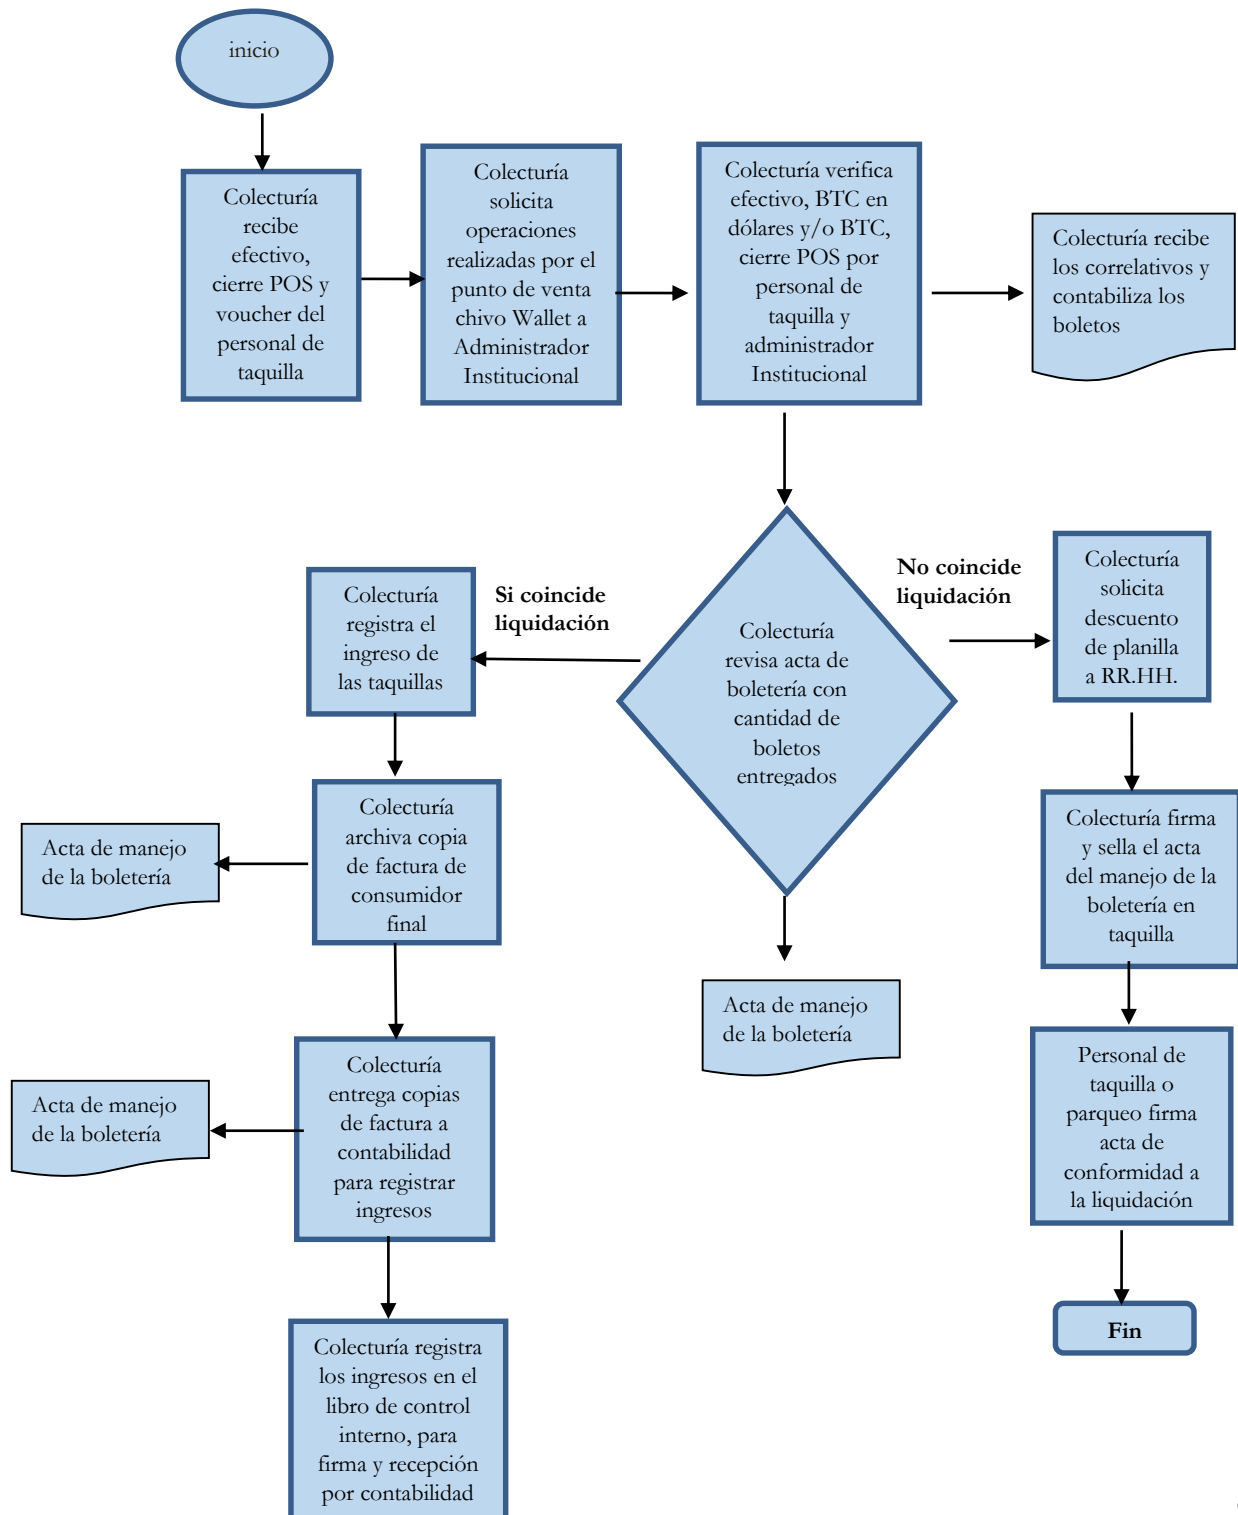 inicio
Colecturía
recibe
efectivo,
cierre POS y
voucher del
personal de
taquilla
Colecturía
solicita
operaciones
realizadas por el
punto de venta
chivo Wallet a
Administrador
Institucional
Colecturía verifica
efectivo, BTC en
dólares y/o BTC,
cierre POS por
personal de
taquilla y
administrador
Institucional
Colecturía recibe
los correlativos y
contabiliza los
boletos
Colecturía
revisa acta de
boletería con
cantidad de
boletos
entregados
Si coincide
liquidación
No coincide
liquidación
Colecturía
registra el
ingreso de
las taquillas
Colecturía
solicita
descuento
de planilla
a RR.HH.
Colecturía
archiva copia
de factura de
consumidor
final
Acta de manejo
de la boletería
Colecturía firma
y sella el acta
del manejo de la
boletería en
taquilla
Acta de manejo
de la boletería
Colecturía
entrega copias
de factura a
contabilidad
para registrar
ingresos
Acta de manejo
de la boletería
Personal de
taquilla o
parqueo firma
acta de
conformidad a
la liquidación
Fin
Colecturía registra
los ingresos en el
libro de control
interno, para
firma y recepción
por contabilidad